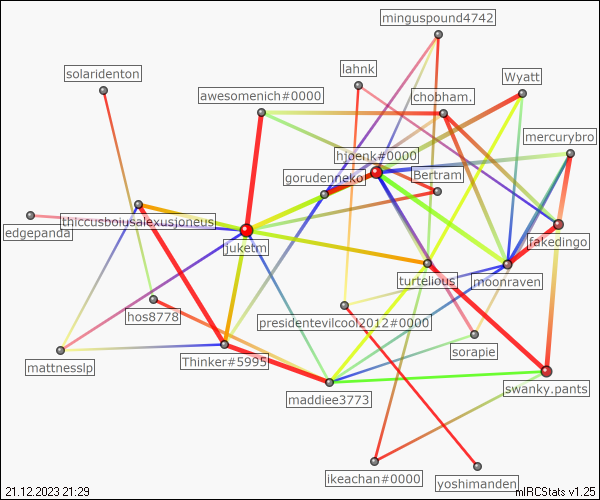 minguspound4742
solaridenton
lahnk
Wyatt
awesomenich#0000
chobham.
mercurybro
hjøenk#0000
gorudenneko
Bertram
thiccusboiusalexusjoneus
edgepanda
juketm
fakedingo
turtelious
moonraven
hos8778
presidentevilcool2012#0000
mattnesslp
Thinker#5995
sorapie
maddiee3773
swanky.pants
ikeachan#0000
yoshimanden
21.12.2023 21:29
mIRCStats v1.25